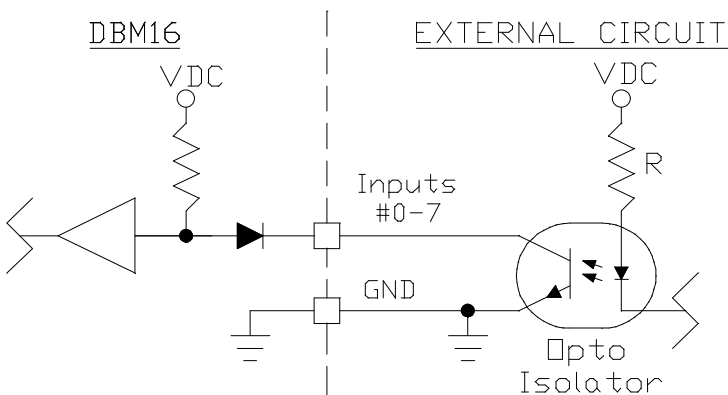 DBM16
EXTERNAL CIRCUIT
VDC
VDC
R
Inputs
#0-7
GND
Opto
Isolator